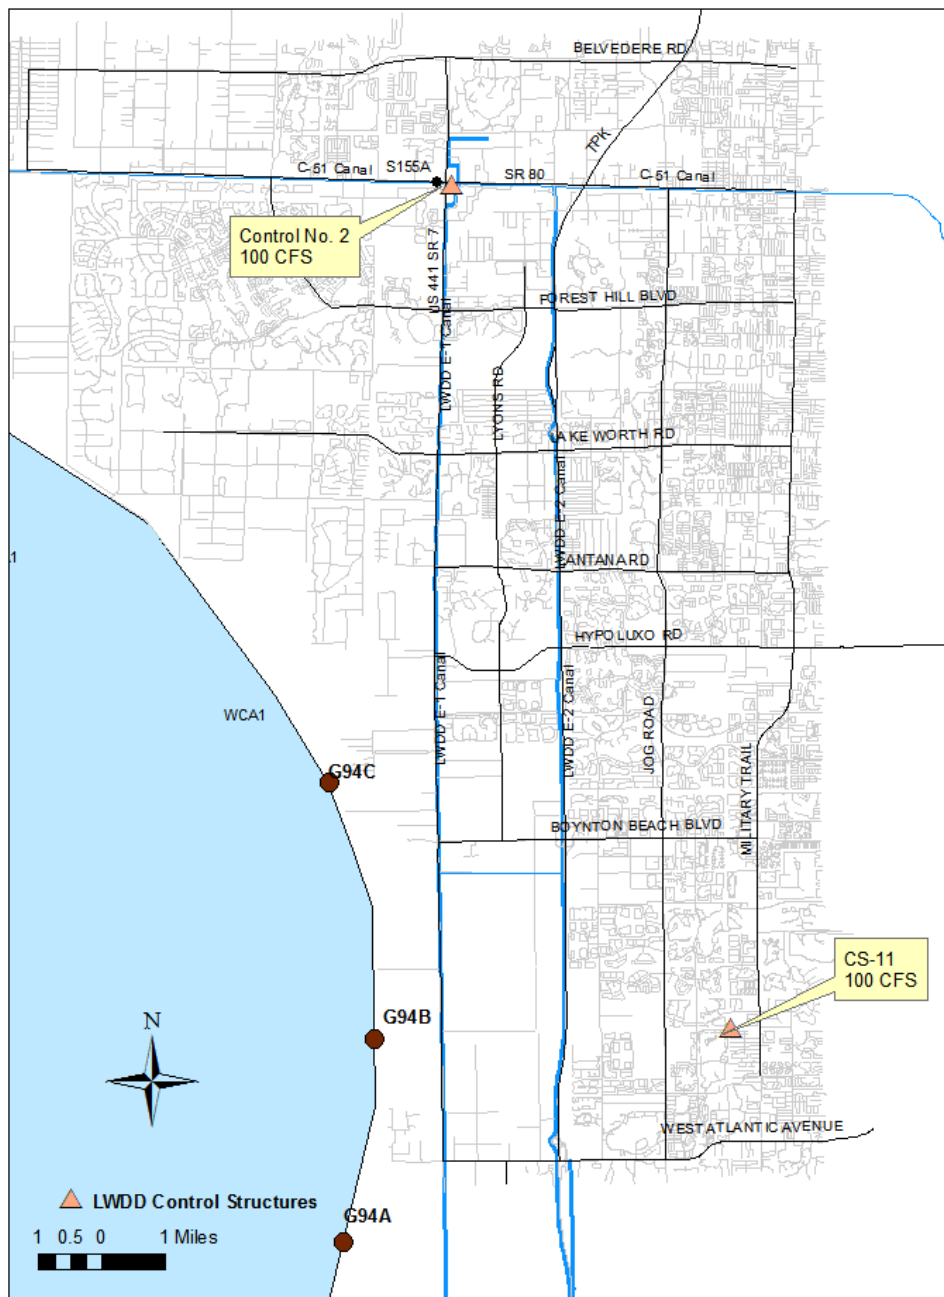 BELVEDERE RD
TPK
C-51 Canal
S155A
SR 80
C-51 Canal
Control No. 2
100 CFS
US 441 SR 7
FOREST HILL BLVD
LWDD E-1 Canal
LYONS RD
AKE WORTH RD
LWDD E-2 Canal
ANTANA RD
HYPOLUXO RD
LWDD E-1 Canal
LWDD E-2 Canal
WCA1
JOG ROAD
MILITARY TRAIL
G94C
BOYNTON BEACH BLVD
CS-11
100 CFS
G94B
N
WEST ATLANTIC AVENUE
LWDD Control Structures
G94A
1 0.5 0 1 Miles